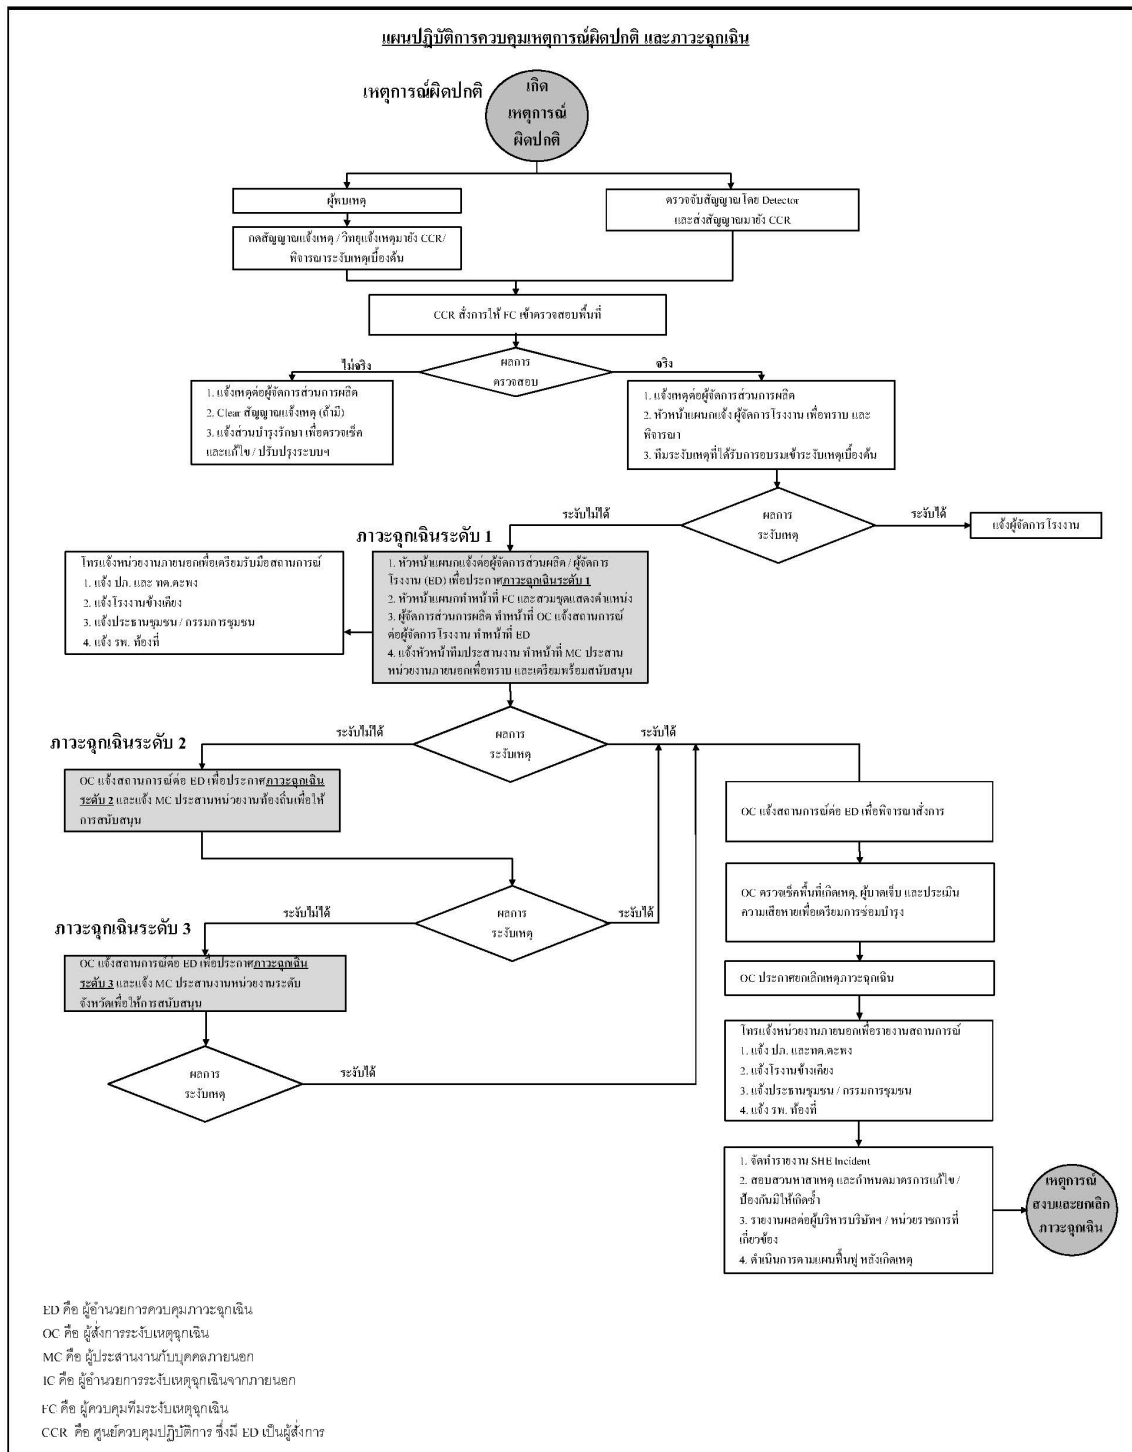 แผนปฏิบัติการควบคุมเหตุการณ์ผิดปกติ และภาวะฉุกเฉิน
เหตุการณ์ผิดปกติ
เกิด
เหตุการณ์
ผิดปกติ
ผู้พบเหตุ
ตรวจจับสัญญาณโดย Detector
และส่งสัญญาณมายัง CCR
กดสัญญาณแจ้งเหตุ / วิทยุแจ้งเหตุมายัง CCR/
พิจารณาระงับเหตุเบื้องต้น
CCR สั่งการให้ FC เข้าตรวจสอบพื้นที่
ไม่จริง
ผลการ
ตรวจสอบ
จริง
1. แจ้งเหตุต่อผู้จัดการส่วนการผลิต
2. Clear สัญญาณแจ้งเหตุ (ถ้ามี)
3. แจ้งส่วนบำรุงรักษา เพื่อตรวจเช็ค
และแก้ไข / ปรับปรุงระบบฯ
1. แจ้งเหตุต่อผู้จัดการส่วนการผลิต
2. หัวหน้าแผนกแจ้ง ผู้จัดการโรงงาน เพื่อทราบ และ
พิจารณา
3. ทีมระงับเหตุที่ได้รับการอบรมเข้าระงับเหตุเบื้องต้น
ระงับไม่ได้
ผลการ
ระงับเหตุ
ระงับได้
แจ้งผู้จัดการโรงงาน
ภาวะฉุกเฉินระดับ 1
โทรแจ้งหน่วยงานภายนอกเพื่อเตรียมรับมือสถานการณ์
1. แจ้ง ปภ. และ ทต.ตะพง
2. แจ้งโรงงานข้างเคียง
3. แจ้งประธานชุมชน / กรรมการชุมชน
4. แจ้ง รพ. ท้องที่
1. หัวหน้าแผนกแจ้งต่อผู้จัดการส่วนผลิต / ผู้จัดการ
โรงงาน (ED) เพื่อประกาศภาวะฉุกเฉินระดับ 1
2. หัวหน้าแผนกทำหน้าที่ FC และสวมชุดแสดงตำแหน่ง
3. ผู้จัดการส่วนการผลิต ทำหน้าที่ OC แจ้งสถานการณ์
ต่อผู้จัดการโรงงาน ทำหน้าที่ ED
4. แจ้งหัวหน้าทีมประสานงาน ทำหน้าที่ MC ประสาน
หน่วยงานภายนอกเพื่อทราบ และเตรียมพร้อมสนับสนุน
ระงับไม่ได้
ผลการ
ระงับเหตุ
ระงับได้
ภาวะฉุกเฉินระดับ 2
OC แจ้งสถานการณ์ต่อ ED เพื่อประกาศภาวะฉุกเฉิน
ระดับ 2 และแจ้ง MC ประสานหน่วยงานท้องถิ่นเพื่อให้
การสนับสนุน
OC แจ้งสถานการณ์ต่อ ED เพื่อพิจารณาสั่งการ
OC ตรวจเช็คพื้นที่เกิดเหตุ, ผู้บาดเจ็บ และประเมิน
ความเสียหายเพื่อเตรียมการซ่อมบำรุง
ระงับไม่ได้
ผลการ
ระงับเหตุ
ระงับได้
ภาวะฉุกเฉินระดับ 3
OC แจ้งสถานการณ์ต่อ ED เพื่อประกาศภาวะฉุกเฉิน
ระดับ 3 และแจ้ง MC ประสานงานหน่วยงานระดับ
จังหวัดเพื่อให้การสนับสนุน
OC ประกาศยกเลิกเหตุภาวะฉุกเฉิน
โทรแจ้งหน่วยงานภายนอกเพื่อรายงานสถานการณ์
1. แจ้ง ปภ. และทต.ตะพง
2. แจ้งโรงงานข้างเคียง
3. แจ้งประธานชุมชน / กรรมการชุมชน
4. แจ้ง รพ. ท้องที่
ผลการ
ระงับเหตุ
ระงับได้
1. จัดทำรายงาน SHE Incident
2. สอบสวนหาสาเหตุ และกำหนดมาตรการแก้ไข /
ป้องกันมิให้เกิดซ้ำ
3. รายงานผลต่อผู้บริหารบริษัทฯ / หน่วยราชการที่
เกี่ยวข้อง
4. ดำเนินการตามแผนฟื้นฟู หลังเกิดเหตุ
เหตุการณ์
สงบและยกเลิก
ภาวะฉุกเฉิน
ED คือ ผู้อำนวยการควบคุมภาวะฉุกเฉิน
OC คือ ผู้สั่งการระงับเหตุฉุกเฉิน
MC คือ ผู้ประสานงานกับบุคคลภายนอก
IC คือ ผู้อำนวยการระงับเหตุฉุกเฉินจากภายนอก
FC คือ ผู้ควบคุมทีมระงับเหตุฉุกเฉิน
CCR คือ ศูนย์ควบคุมปฏิบัติการ ซึ่งมี ED เป็นผู้สั่งการ